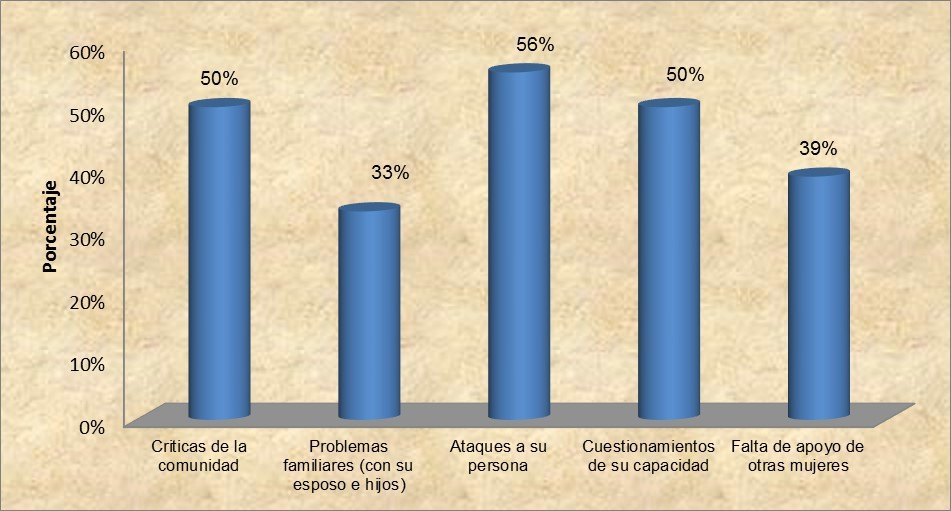 60%
50%
40%
30%
20%
10%
0%
Porcentaje
50%
33%
56%
50%
39%
Criticas de la
comunidad
Problemas
familiares (con su
esposo e hijos)
Ataques a su
persona
Cuestionamientos
de su capacidad
Falta de apoyo de
otras mujeres